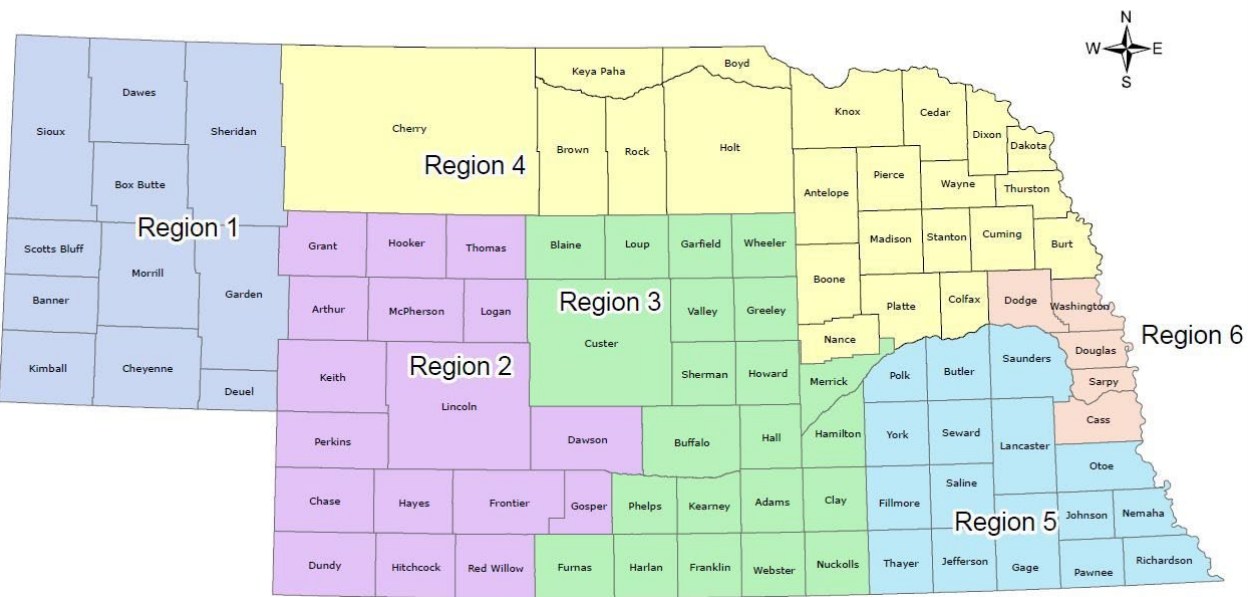 N
W E
S
Boyd
Keya Paha
Dawes
Knox
Cedar
Sioux
Sheridan
Cherry
Dixon
Brown
Rock
Holt
Dakota
Region 4
Box Butte
Pierce
Wayne
Thurston
Antelope
Region 1
Scotts Bluff
Grant
Hooker
Thomas
Blaine
Loup
Garfield
Wheeler
Madison
Stanton
Cuming
Burt
Morrill
Boone
Banner
Garden
Region 3
Dodge
Washington
Arthur
McPherson
Logan
Valley
Greeley
Platte
Colfax
Region 6
Custer
Nance
Douglas
Kimball
Cheyenne
Region 2
Saunders
Keith
Sherman
Howard
Merrick
Polk
Butler
Sarpy
Deuel
Lincoln
Cass
Perkins
Dawson
Buffalo
Hall
Hamilton
York
Seward
Lancaster
Otoe
Saline
Chase
Hayes
Frontier
Gosper
Phelps
Kearney
Adams
Clay
Fillmore
Region 5
Johnson
Nemaha
Dundy
Hitchcock
Red Willow
Furnas
Harlan
Franklin
Webster
Nuckolls
Thayer
Jefferson
Gage
Pawnee
Richardson